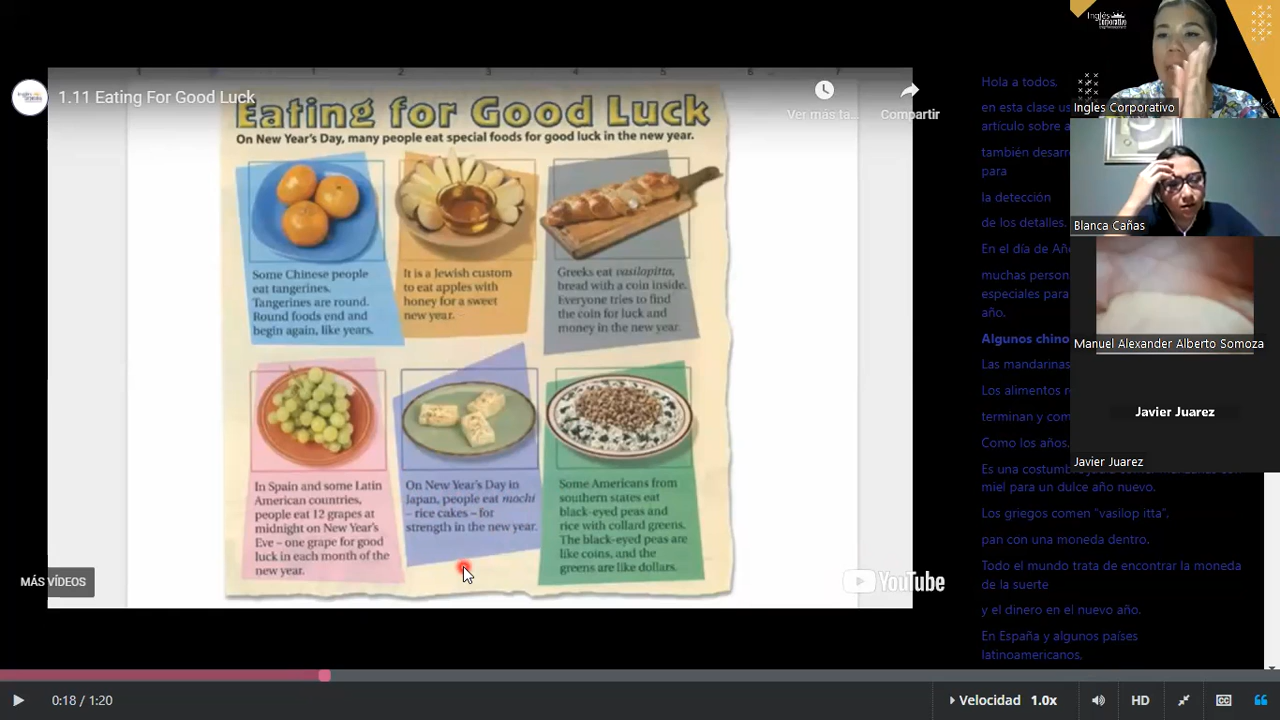 1.11 Eating For Good Luck
Ver más ta...
Compartir
Eating for Good Luck
On New Year's Day, many people eat special foods for good luck in the new year.
Some Chinese people
eat tangerines.
Tangerines are round.
Round foods end and
begin again, like years.
It is a Jewish custom
to eat apples with
honey for a sweet
new year.
Greeks eat vasilopitta,
bread with a coin inside.
Everyone tries to find
the coin for luck and
money in the new year.
In Spain and some Latin
American countries,
people eat 12 grapes at
midnight on New Year's
Eve – one grape for good
luck in each month of the
new year.
On New Year's Day in
Japan, people eat mochi
– rice cakes – for
strength in the new year.
Some Americans from
southern states eat
black-eyed peas and
rice with collard greens.
The black-eyed peas are
like coins, and the
greens are like dollars.
MÁS VÍDEOS
YouTube
Hola a todos,
en esta clase
artículo sobre
también
para
la detección
de los detalles.
En el día de
muchas
especiales para
año.
Algunos
Las mandarinas
Los alimentos
terminan y
Como los años.
Es una
miel para un dulce año nuevo.
Los griegos comen "vasilop itta",
pan con una moneda dentro.
Todo el mundo trata de encontrar la moneda
de la suerte
y el dinero en el nuevo año.
En España y algunos países
latinoamericanos,
Inglés
Corporativo
Ingles Corporativo
Blanca Cañas
Manuel Alexander Alberto Somoza
Javier Juarez
Javier Juarez
0:18 / 1:20
Velocidad 1.0x
HD
CC